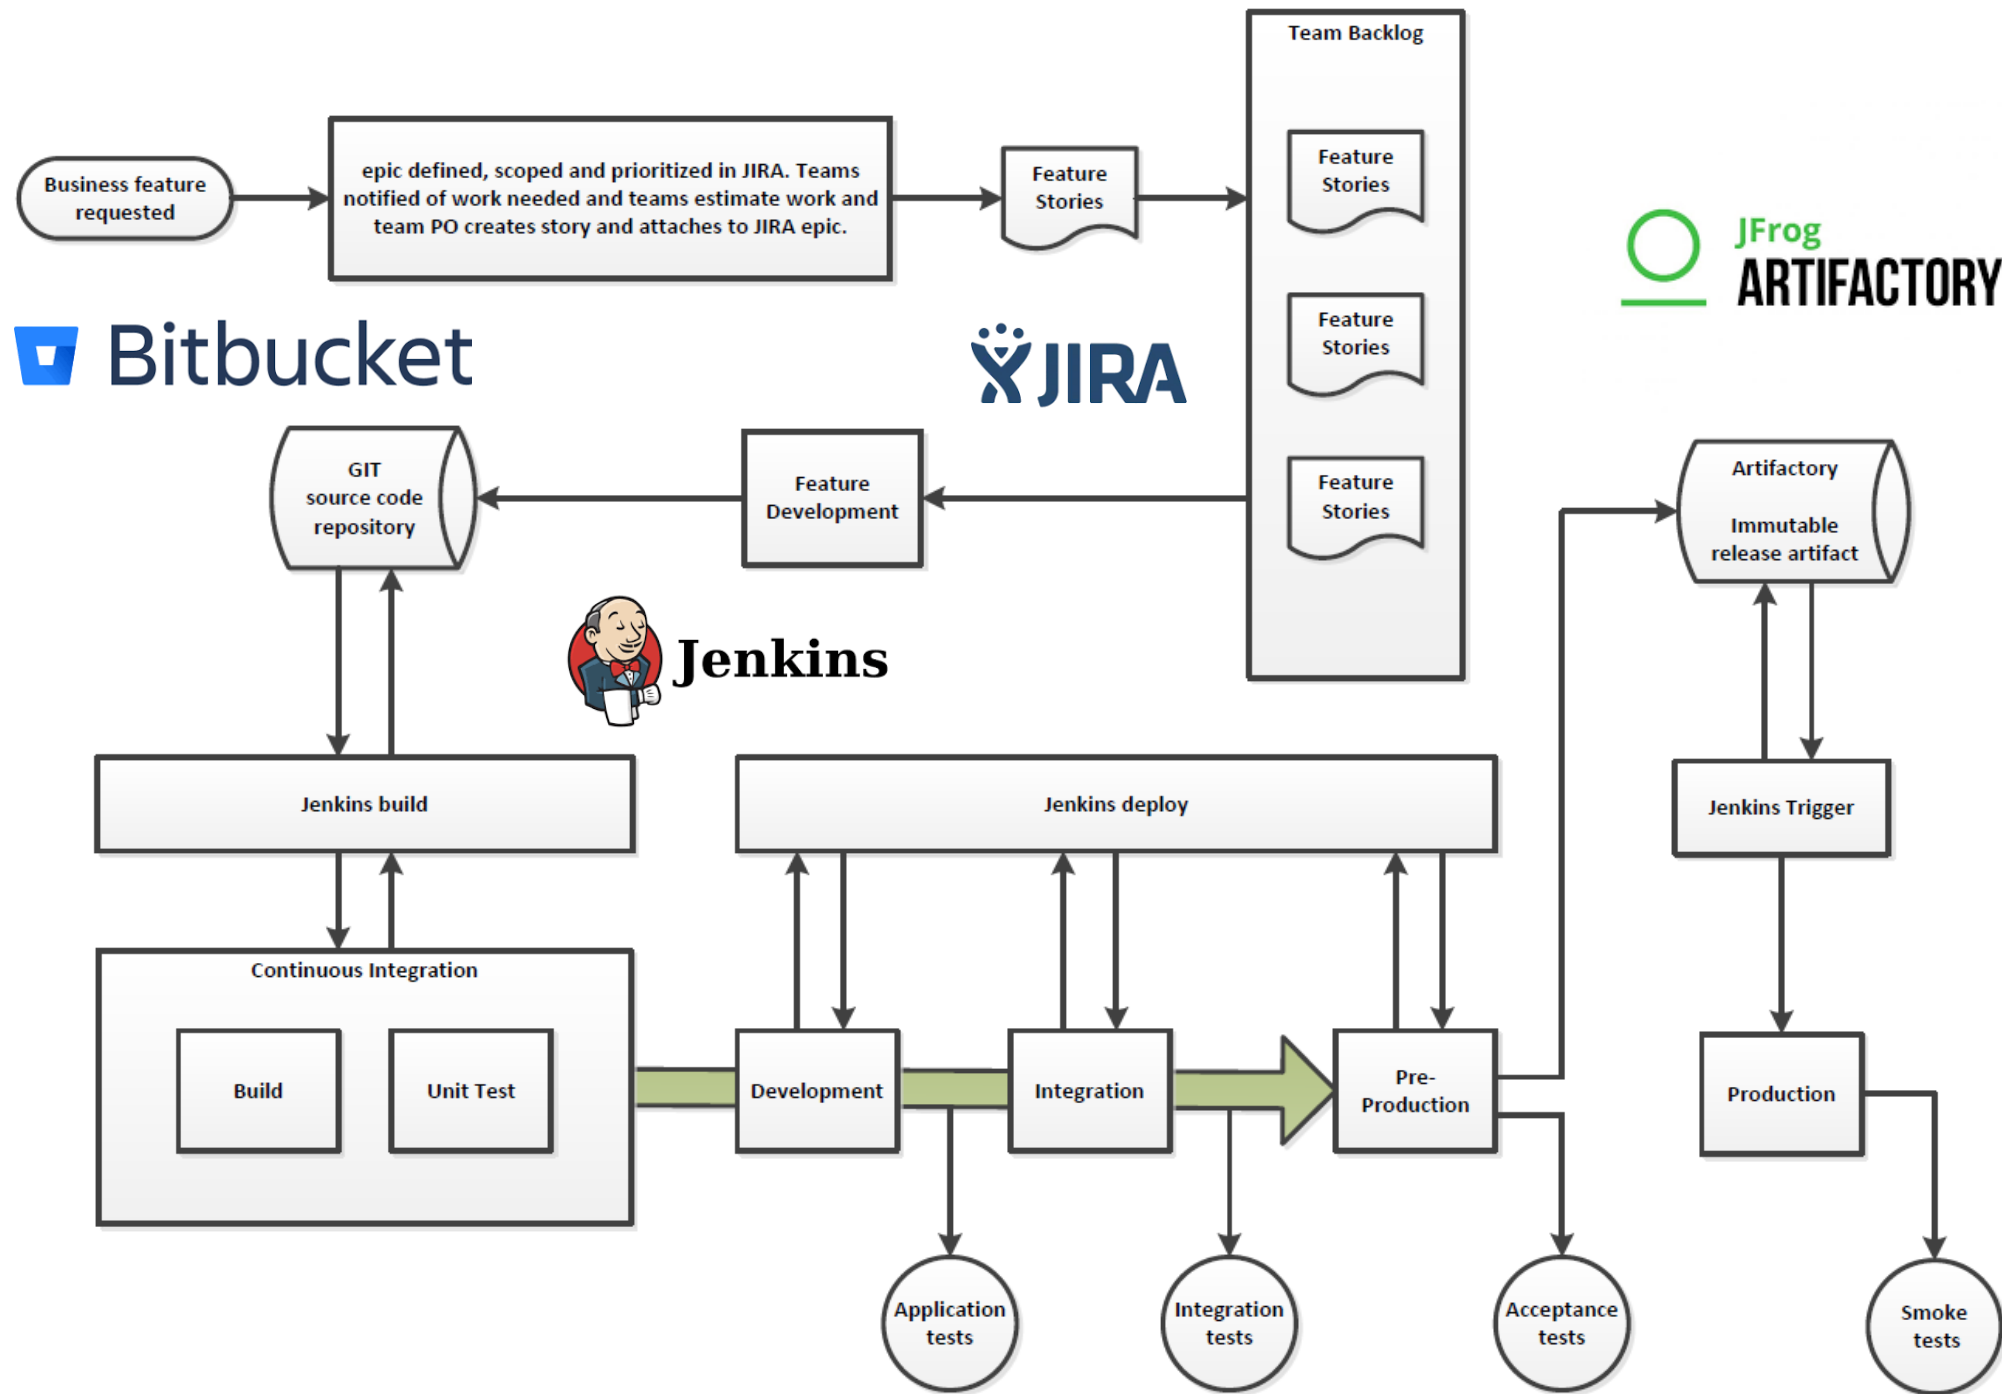 Team Backlog
Business feature
requested
epic defined, scoped and prioritized in JIRA. Teams
notified of work needed and teams estimate work and
team PO creates story and attaches to JIRA epic.
Feature
Stories
Feature
Stories
JFrog
ARTIFACTORY
Bitbucket
JIRA
Feature
Stories
GIT
source code
repository
Feature
Development
Feature
Stories
Artifactory
Immutable
release artifact
Jenkins
Jenkins build
Jenkins deploy
Jenkins Trigger
Continuous Integration
Build
Unit Test
Development
Integration
Pre-
Production
Production
Application
tests
Integration
tests
Acceptance
tests
Smoke
tests